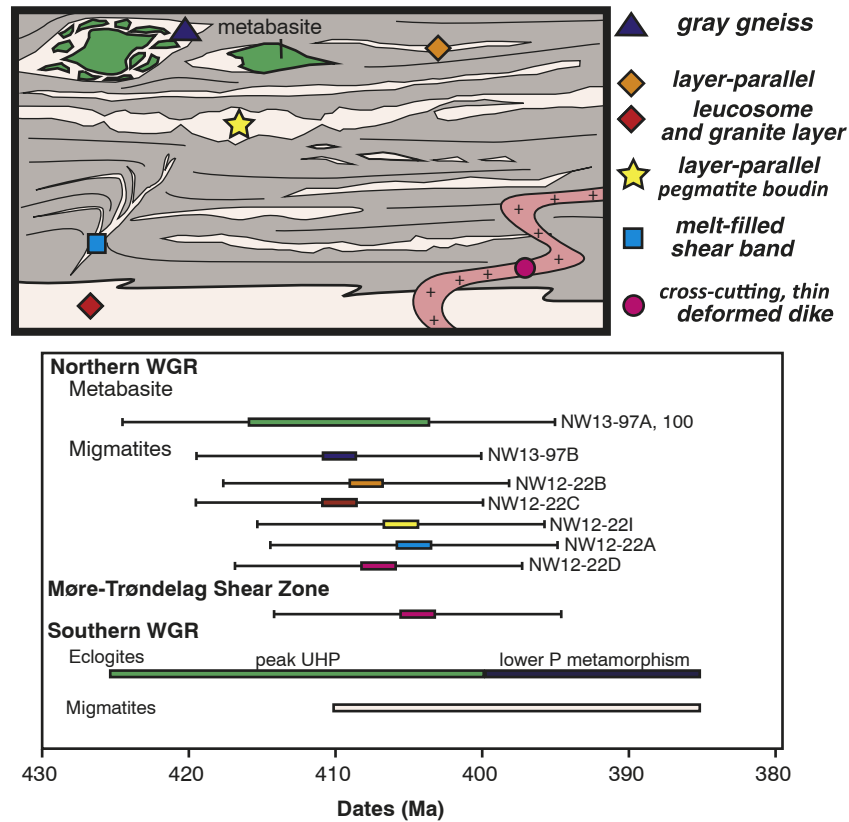 metabasite
gray gneiss
layer-parallel
leucosome
and granite layer
layer-parallel
pegmatite boudin
melt-filled
shear band
cross-cutting, thin
deformed dike
Northern WGR
Metabasite
NW13-97A, 100
Migmatites
NW13-97B
NW12-22B
NW12-22C
NW12-22I
NW12-22A
NW12-22D
Møre-Trøndelag Shear Zone
Southern WGR
Eclogites peak UHP lower P metamorphism
Migmatites
430 420 410 400 390 380
Dates (Ma)